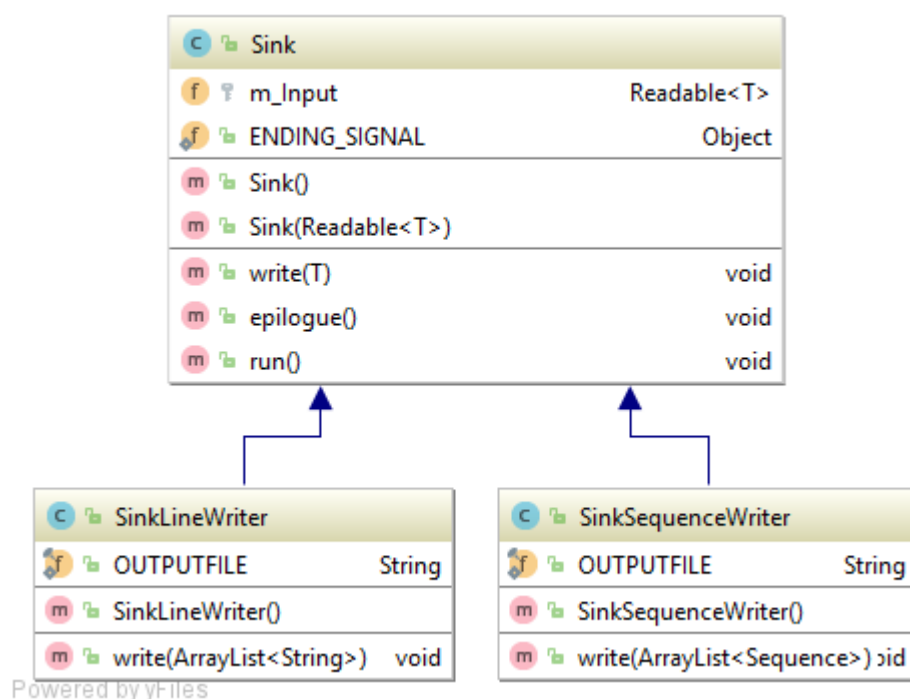 Sink
m_Input Readable<T>
ENDING_SIGNAL Object
Sink()
Sink(Readable<T>)
write(T) void
epilogue() void
run() void
SinkLineWriter
OUTPUTFILE String
SinkLineWriter()
write(ArrayList<String>) void
SinkSequenceWriter
OUTPUTFILE String
SinkSequenceWriter()
write(ArrayList<Sequence>) oid
Powered by yFiles